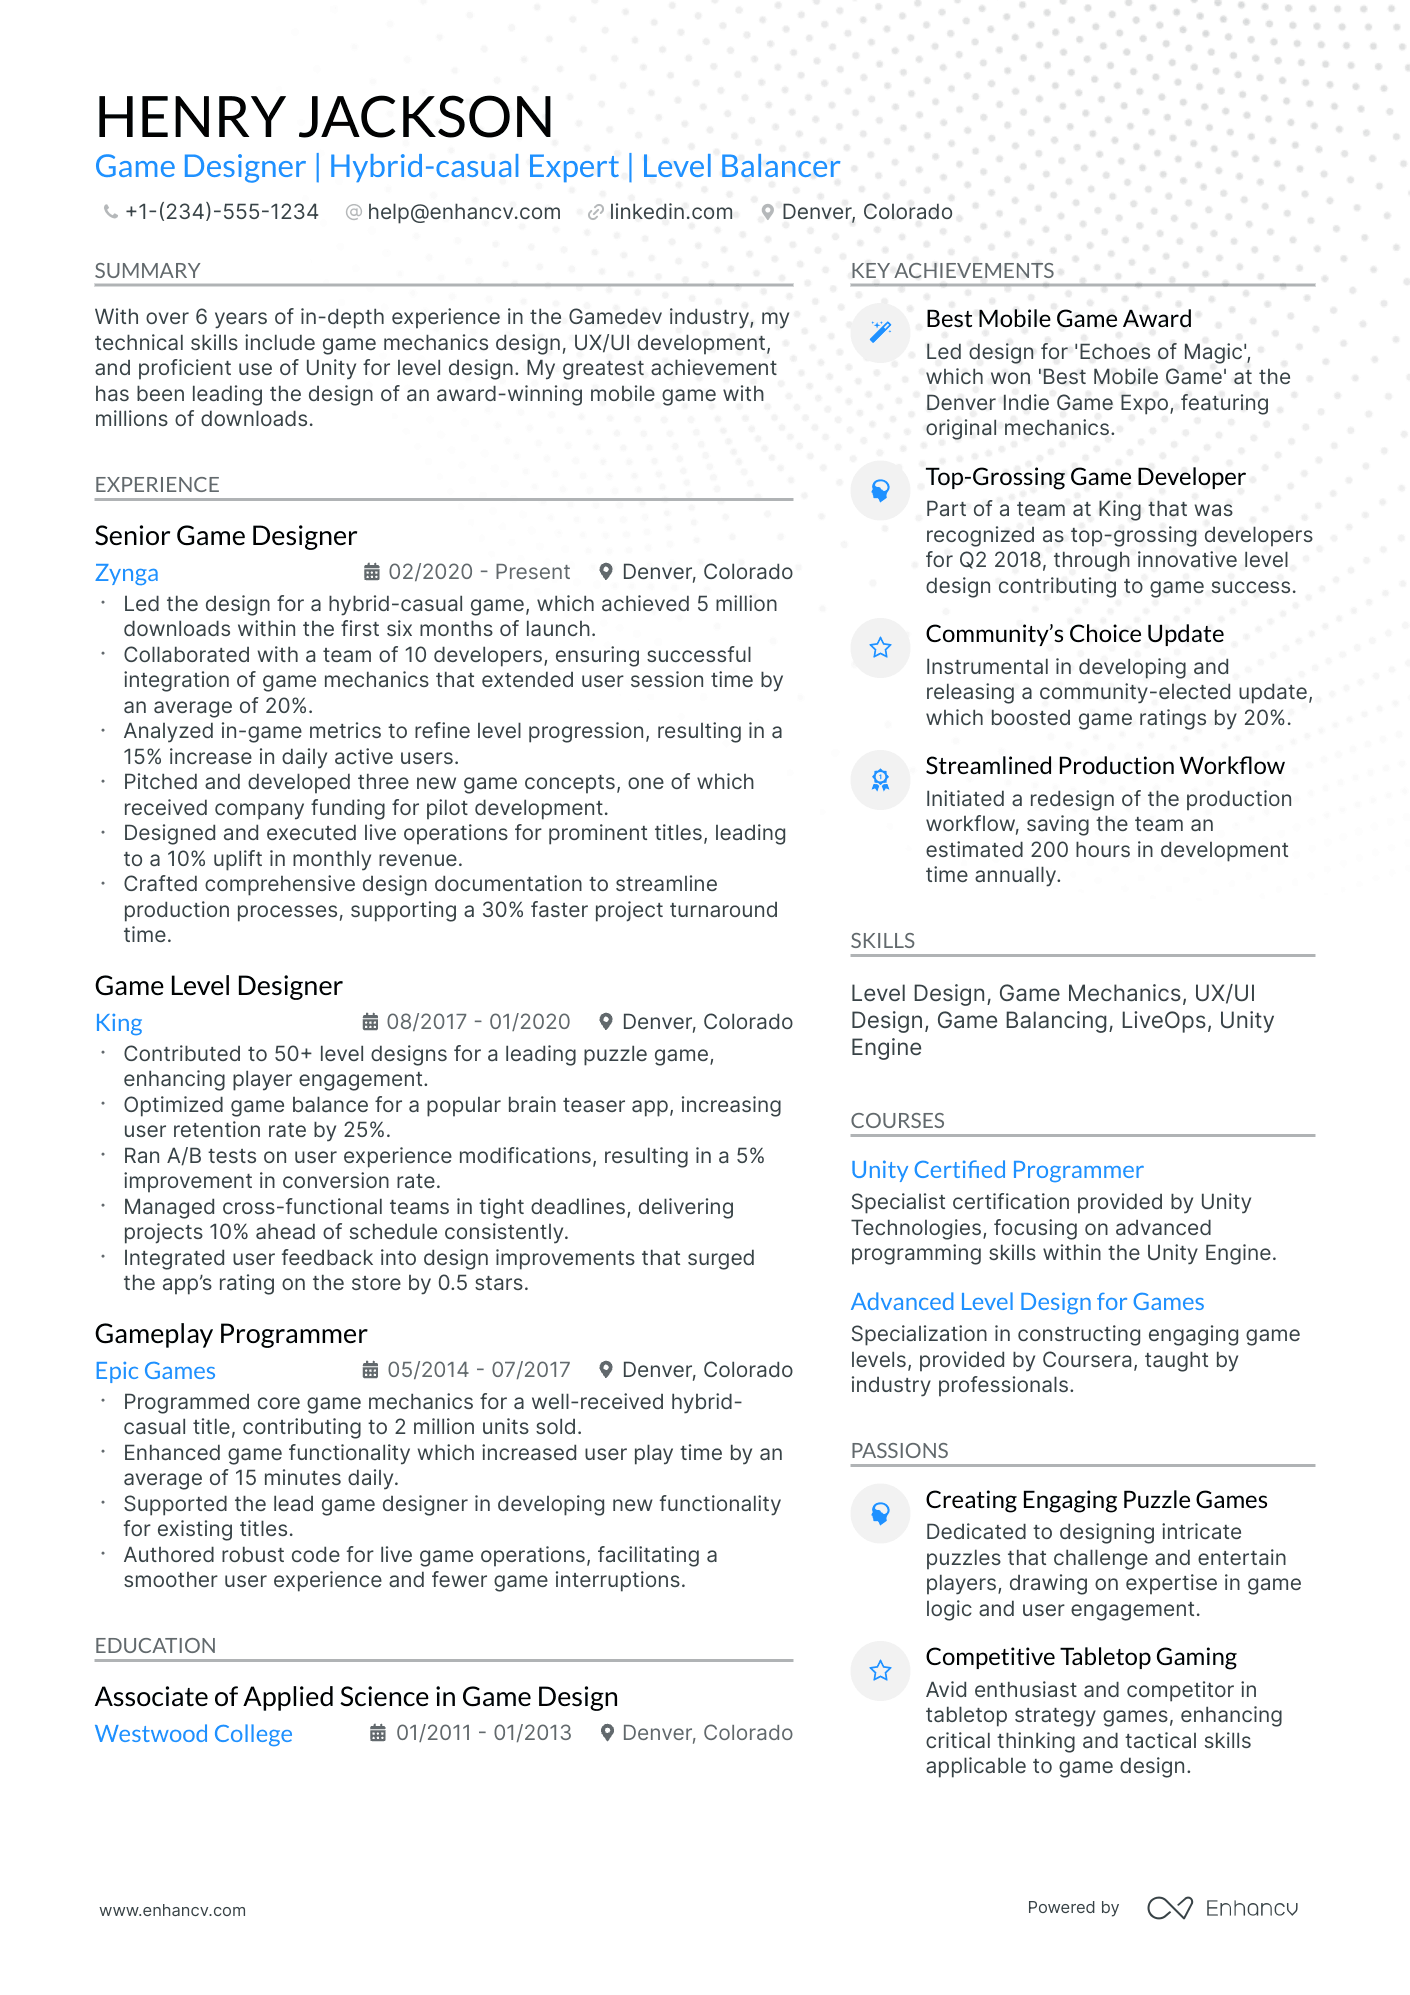 HENRY JACKSON
Game Designer | Hybrid-casual Expert | Level Balancer
+1-(234)-555-1234 help@enhancv.com linkedin.com Denver, Colorado
SUMMARY
With over 6 years of in-depth experience in the Gamedev industry, my
technical skills include game mechanics design, UX/UI development,
and proficient use of Unity for level design. My greatest achievement
has been leading the design of an award-winning mobile game with
millions of downloads.
EXPERIENCE
Senior Game Designer
Zynga 02/2020 - Present Denver, Colorado
· Led the design for a hybrid-casual game, which achieved 5 million
downloads within the first six months of launch.
· Collaborated with a team of 10 developers, ensuring successful
integration of game mechanics that extended user session time by
an average of 20%.
· Analyzed in-game metrics to refine level progression, resulting in a
15% increase in daily active users.
· Pitched and developed three new game concepts, one of which
received company funding for pilot development.
· Designed and executed live operations for prominent titles, leading
to a 10% uplift in monthly revenue.
· Crafted comprehensive design documentation to streamline
production processes, supporting a 30% faster project turnaround
time.
Game Level Designer
King 08/2017 - 01/2020 Denver, Colorado
· Contributed to 50+ level designs for a leading puzzle game,
enhancing player engagement.
· Optimized game balance for a popular brain teaser app, increasing
user retention rate by 25%.
· Ran A/B tests on user experience modifications, resulting in a 5%
improvement in conversion rate.
· Managed cross-functional teams in tight deadlines, delivering
projects 10% ahead of schedule consistently.
· Integrated user feedback into design improvements that surged
the app's rating on the store by 0.5 stars.
Gameplay Programmer
Epic Games 05/2014 - 07/2017 Denver, Colorado
· Programmed core game mechanics for a well-received hybrid-
casual title, contributing to 2 million units sold.
· Enhanced game functionality which increased user play time by an
average of 15 minutes daily.
· Supported the lead game designer in developing new functionality
for existing titles.
· Authored robust code for live game operations, facilitating a
smoother user experience and fewer game interruptions.
EDUCATION
Associate of Applied Science in Game Design
Westwood College 01/2011 - 01/2013 Denver, Colorado
KEY ACHIEVEMENTS
Best Mobile Game Award
Led design for 'Echoes of Magic',
which won 'Best Mobile Game' at the
Denver Indie Game Expo, featuring
original mechanics.
Top-Grossing Game Developer
Part of a team at King that was
recognized as top-grossing developers
for Q2 2018, through innovative level
design contributing to game success.
Community’s Choice Update
Instrumental in developing and
releasing a community-elected update,
which boosted game ratings by 20%.
Streamlined Production Workflow
Initiated a redesign of the production
workflow, saving the team an
estimated 200 hours in development
time annually.
SKILLS
Level Design, Game Mechanics, UX/UI
Design, Game Balancing, LiveOps, Unity
Engine
COURSES
Unity Certified Programmer
Specialist certification provided by Unity
Technologies, focusing on advanced
programming skills within the Unity Engine.
Advanced Level Design for Games
Specialization in constructing engaging game
levels, provided by Coursera, taught by
industry professionals.
PASSIONS
Creating Engaging Puzzle Games
Dedicated to designing intricate
puzzles that challenge and entertain
players, drawing on expertise in game
logic and user engagement.
Competitive Tabletop Gaming
Avid enthusiast and competitor in
tabletop strategy games, enhancing
critical thinking and tactical skills
applicable to game design.
www.enhancv.com
Powered by Enhancv